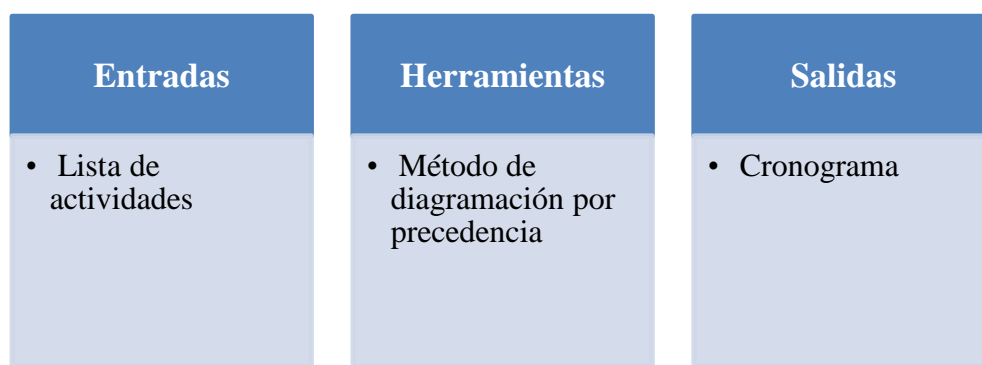 Entradas
• Lista de
actividades
Herramientas
• Método de
diagramación por
precedencia
Salidas
• Cronograma